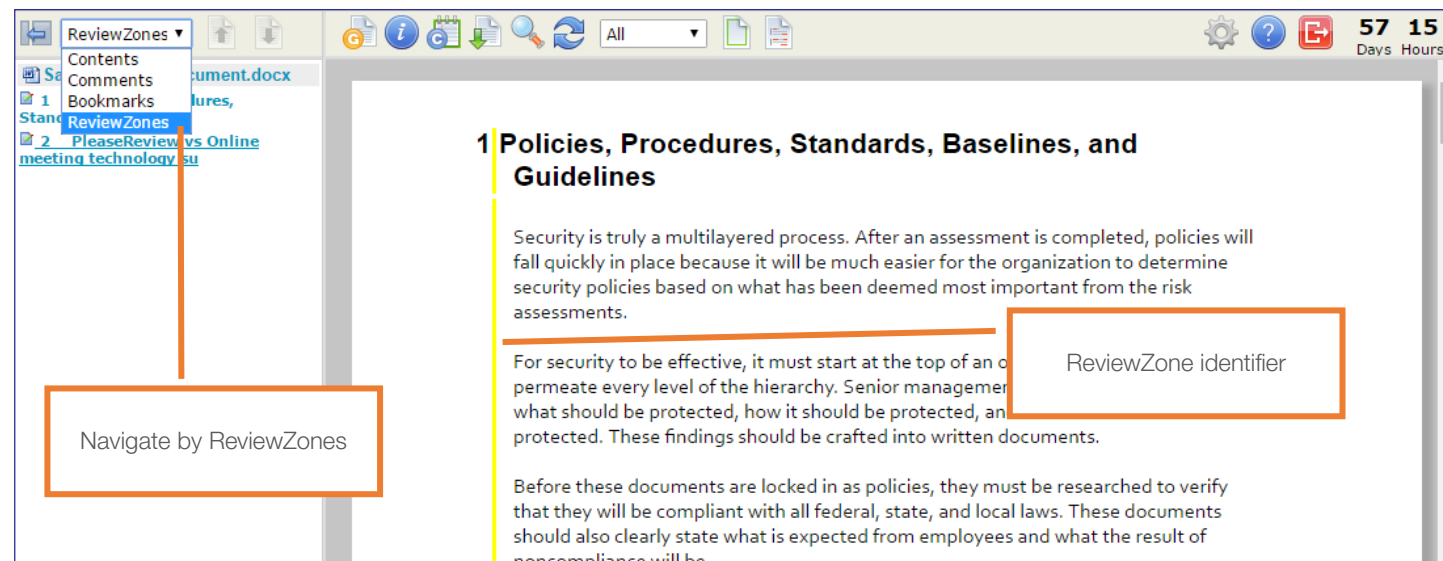 ReviewZones
All
57 15
Days Hours
Contents
Comments
Bookmarks
ReviewZones
Sa ument.docx
1 lures,
Stand
2 PleaseReview vs Online
meeting technology su
1 Policies, Procedures, Standards, Baselines, and
Guidelines
Security is truly a multilayered process. After an assessment is completed, policies will
fall quickly in place because it will be much easier for the organization to determine
security policies based on what has been deemed most important from the risk
assessments.
For security to be effective, it must start at the top of an o
permeate every level of the hierarchy. Senior managemen
what should be protected, how it should be protected, an
protected. These findings should be crafted into written documents.
ReviewZone identifier
Navigate by ReviewZones
Before these documents are locked in as policies, they must be researched to verify
that they will be compliant with all federal, state, and local laws. These documents
should also clearly state what is expected from employees and what the result of
noncompliance will be